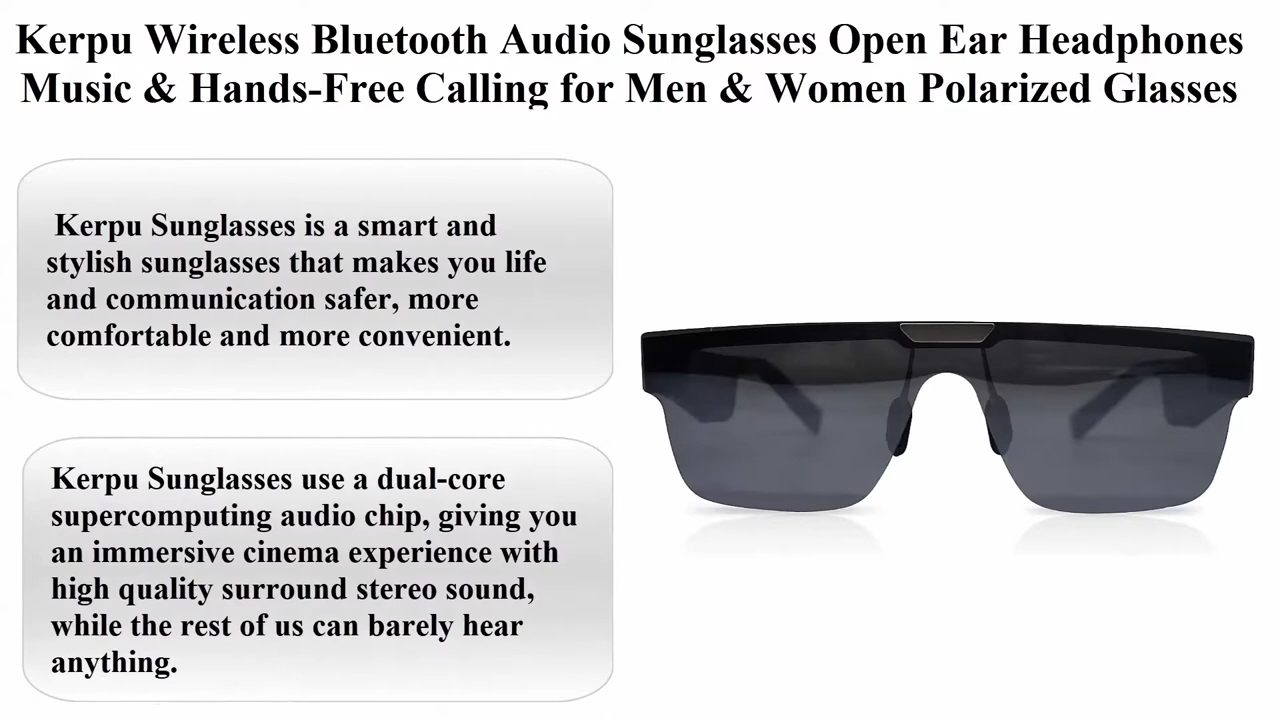 Kerpu Wireless Bluetooth Audio Sunglasses Open Ear Headphones
Music & Hands-Free Calling for Men & Women Polarized Glasses
Kerpu Sunglasses is a smart and
stylish sunglasses that makes you life
and communication safer, more
comfortable and more convenient.
Kerpu Sunglasses use a dual-core
supercomputing audio chip, giving you
an immersive cinema experience with
high quality surround stereo sound,
while the rest of us can barely hear
anything.